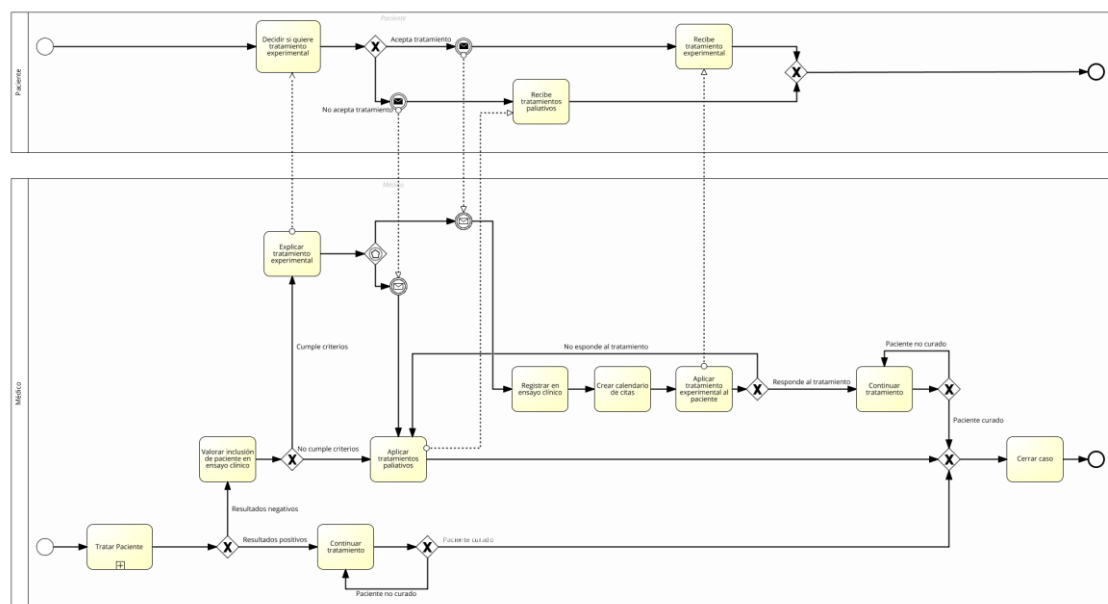 Paciente
Paciente
Decidir si quiere
tratamiento
experimental
Acepta tratamiento
Recibe
tratamiento
experimental
No acepta tratamiento
Recibe
tratamientos
paliativos
Médico
Médico
Explicar
tratamiento
experimental
Cumple criterios
No esponde al tratamiento
Paciente no curado
Registrar en
ensayo clínico
Crear calendario
de citas
Aplicar
tratamiento
experimental al
paciente
Responde al tratamiento
Continuar
tratamiento
Paciente curado
Valorar inclusión
de paciente en
ensayo clínico
No cumple criterios
Aplicar
tratamientos
paliativos
Cerrar caso
Resultados negativos
Tratar Paciente
Resultados positivos
Continuar
tratamiento
Paciente curado
Paciente no curado